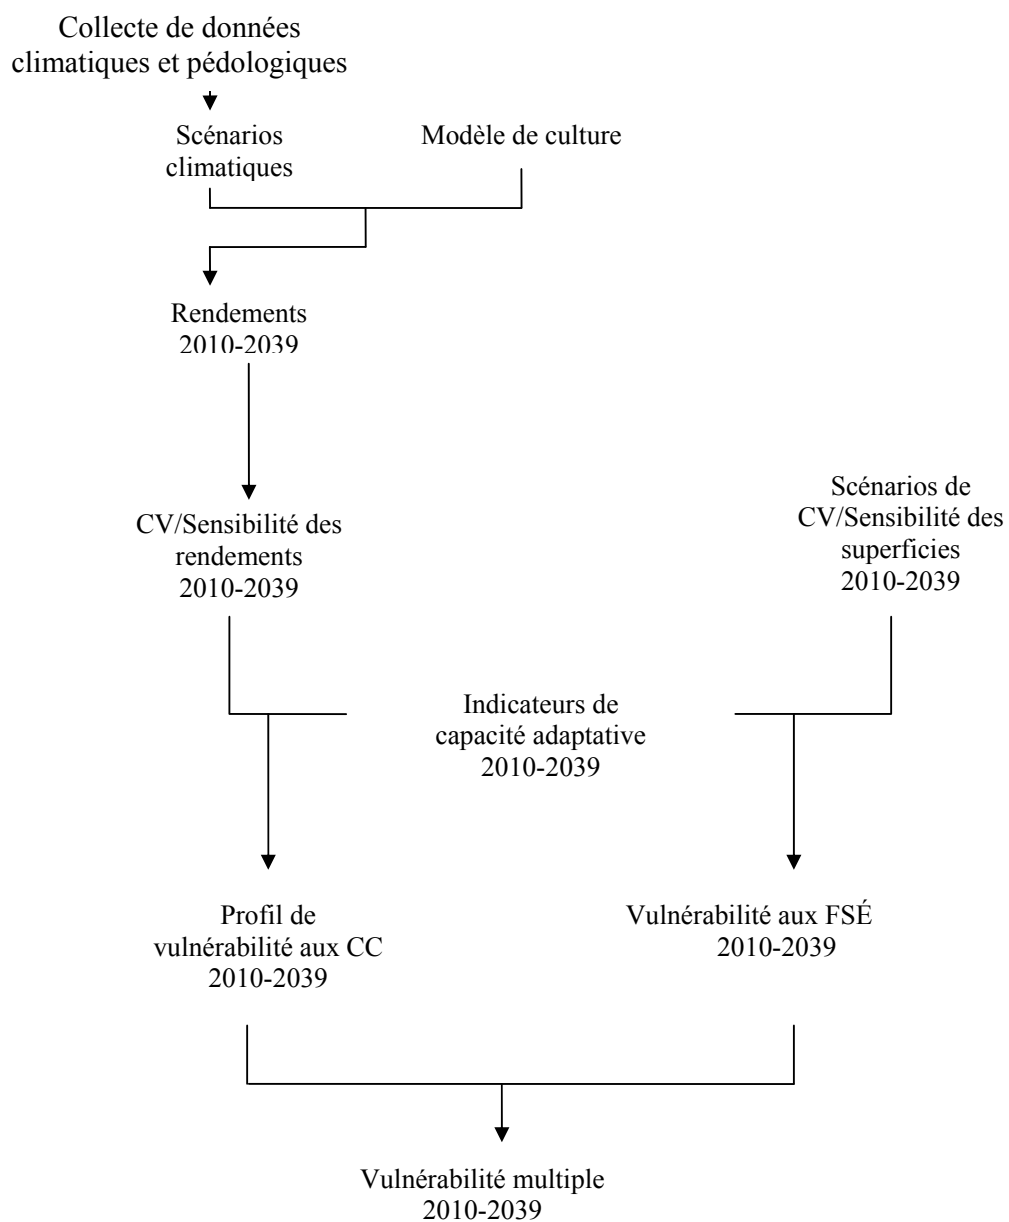 Collecte de données
climatiques et pédologiques
Scénarios
climatiques
Modèle de culture
Rendements
2010-2039
CV/Sensibilité des
rendements
2010-2039
Scénarios de
CV/Sensibilité des
superficies
2010-2039
Indicateurs de
capacité adaptative
2010-2039
Profil de
vulnérabilité aux CC
2010-2039
Vulnérabilité aux FSÉ
2010-2039
Vulnérabilité multiple
2010-2039